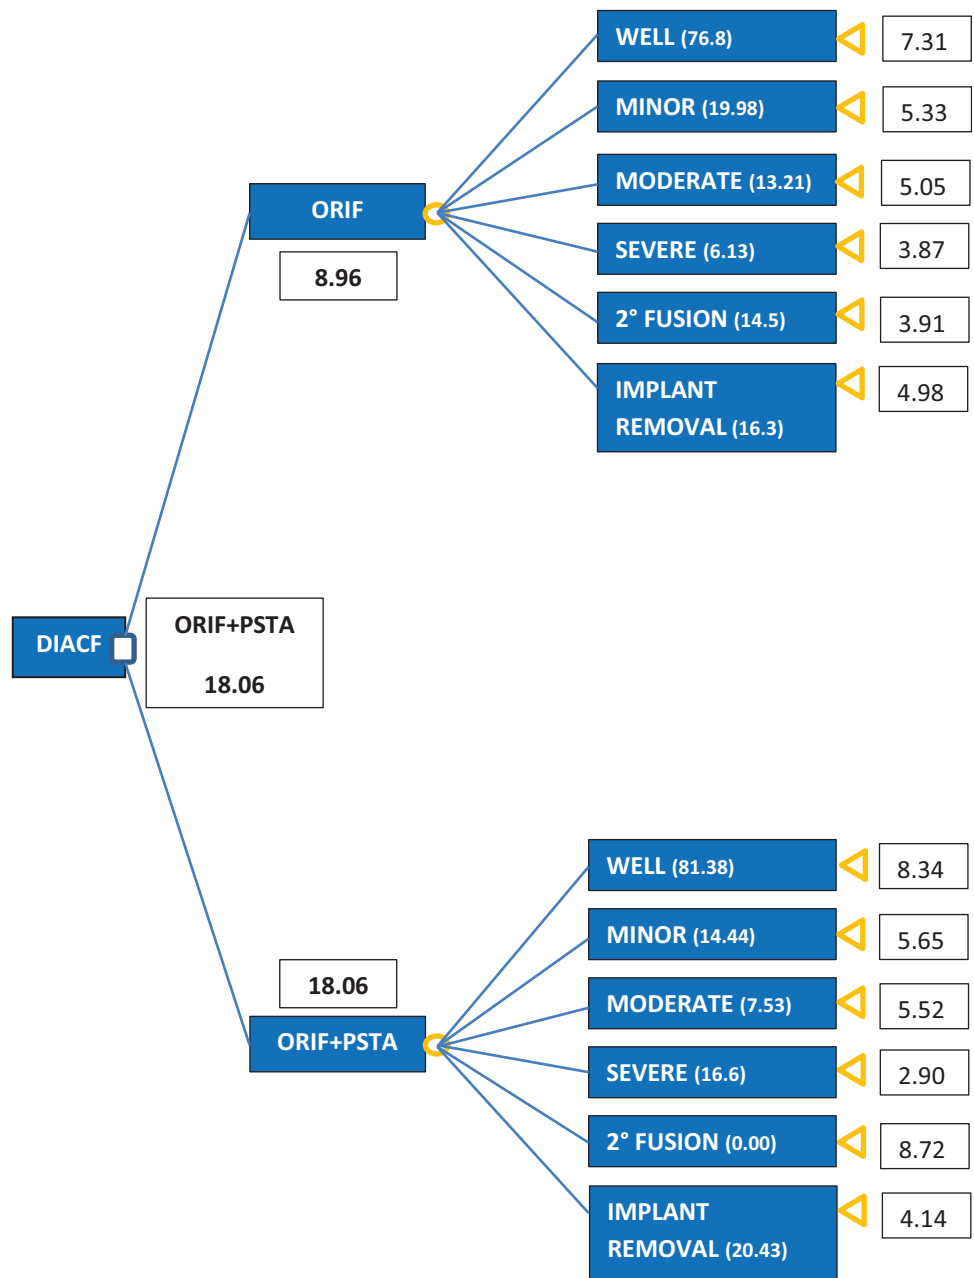 WELL (76.8)
7.31
MINOR (19.98)
5.33
MODERATE (13.21)
5.05
ORIF
8.96
SEVERE (6.13)
3.87
2° FUSION (14.5)
3.91
IMPLANT
REMOVAL (16.3)
4.98
DIACF
ORIF+PSTA
18.06
WELL (81.38)
8.34
MINOR (14.44)
5.65
18.06
ORIF+PSTA
MODERATE (7.53)
5.52
SEVERE (16.6)
2.90
2° FUSION (0.00)
8.72
IMPLANT
REMOVAL (20.43)
4.14